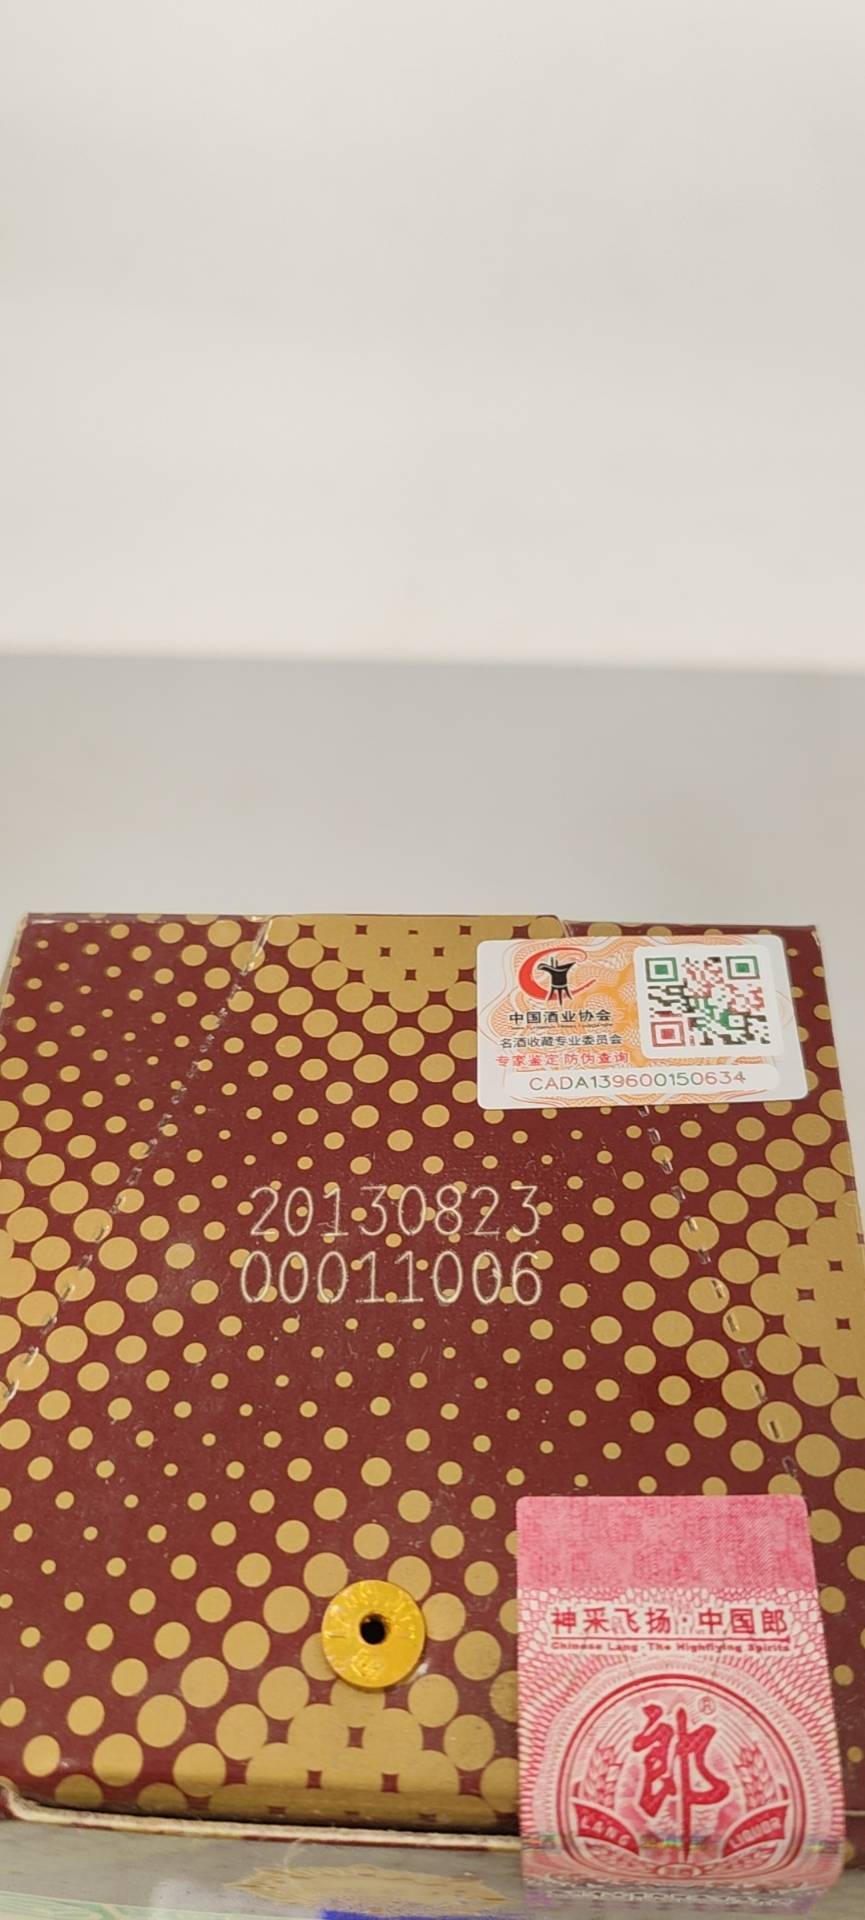 中国酒业协会
名酒收藏专业委员会
专家鉴定 防伪查询
CADA139600150634
20130823
00011006
神采飞扬·中国郎
Chinese Lang·The Highflying Spirits
郎®
LANG LIQUOR